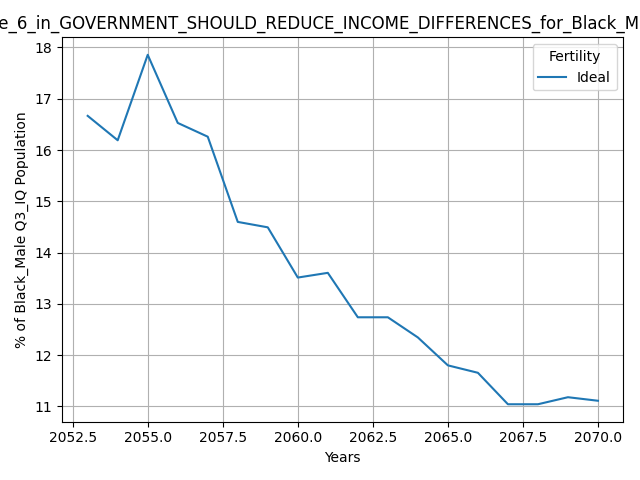 e_6_in_GOVERNMENT_SHOULD_REDUCE_INCOME_DIFFERENCES_for_Black_M
Fertility
Ideal
% of Black_Male Q3_IQ Population
18
17
16
15
14
13
12
11
2052.5 2055.0 2057.5 2060.0 2062.5 2065.0 2067.5 2070.0
Years